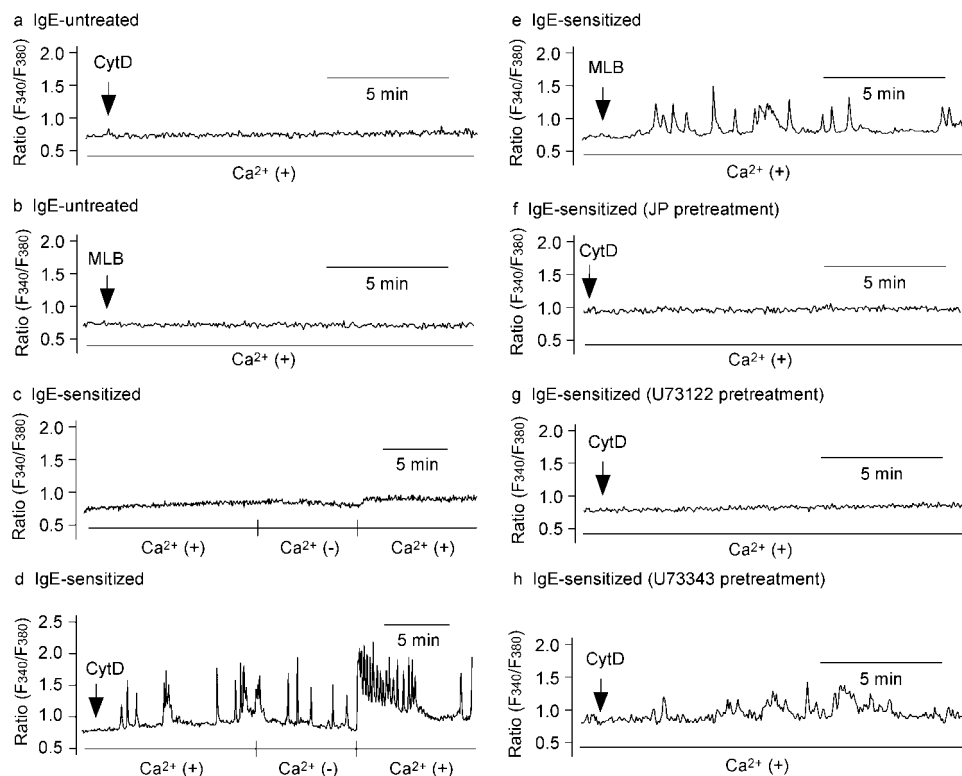 a IgE-untreated
Ratio (F340/F380)
2.0
1.5
1.0
0.5
CytD
5 min
Ca²⁺ (+)
b IgE-untreated
Ratio (F340/F380)
2.0
1.5
1.0
0.5
MLB
5 min
Ca²⁺ (+)
c IgE-sensitized
Ratio (F340/F380)
2.0
1.5
1.0
0.5
5 min
Ca²⁺ (+) Ca²⁺ (-) Ca²⁺ (+)
d IgE-sensitized
Ratio (F340/F380)
2.5
2.0
1.5
1.0
0.5
CytD
5 min
Ca²⁺ (+) Ca²⁺ (-) Ca²⁺ (+)
e IgE-sensitized
Ratio (F340/F380)
2.0
1.5
1.0
0.5
MLB
5 min
Ca²⁺ (+)
f IgE-sensitized (JP pretreatment)
Ratio (F340/F380)
2.0
1.5
1.0
0.5
CytD
5 min
Ca²⁺ (+)
g IgE-sensitized (U73122 pretreatment)
Ratio (F340/F380)
2.0
1.5
1.0
0.5
CytD
5 min
Ca²⁺ (+)
h IgE-sensitized (U73343 pretreatment)
Ratio (F340/F380)
2.0
1.5
1.0
0.5
CytD
5 min
Ca²⁺ (+)